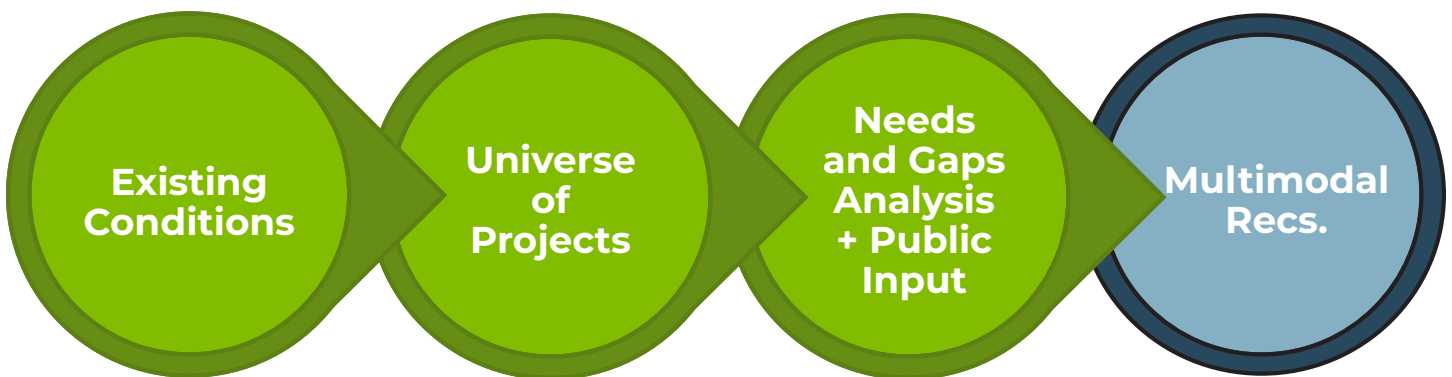 Existing
Conditions
Universe
of
Projects
Needs
and Gaps
Analysis
+ Public
Input
Multimodal
Recs.